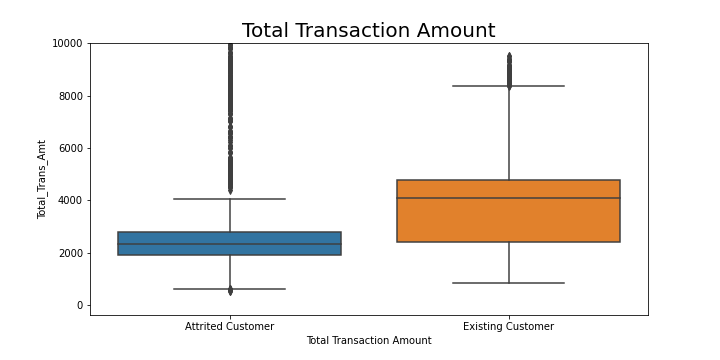 Total Transaction Amount
10000
8000
6000
4000
2000
0
Total_Trans_Amt
Attrited Customer
Existing Customer
Total Transaction Amount